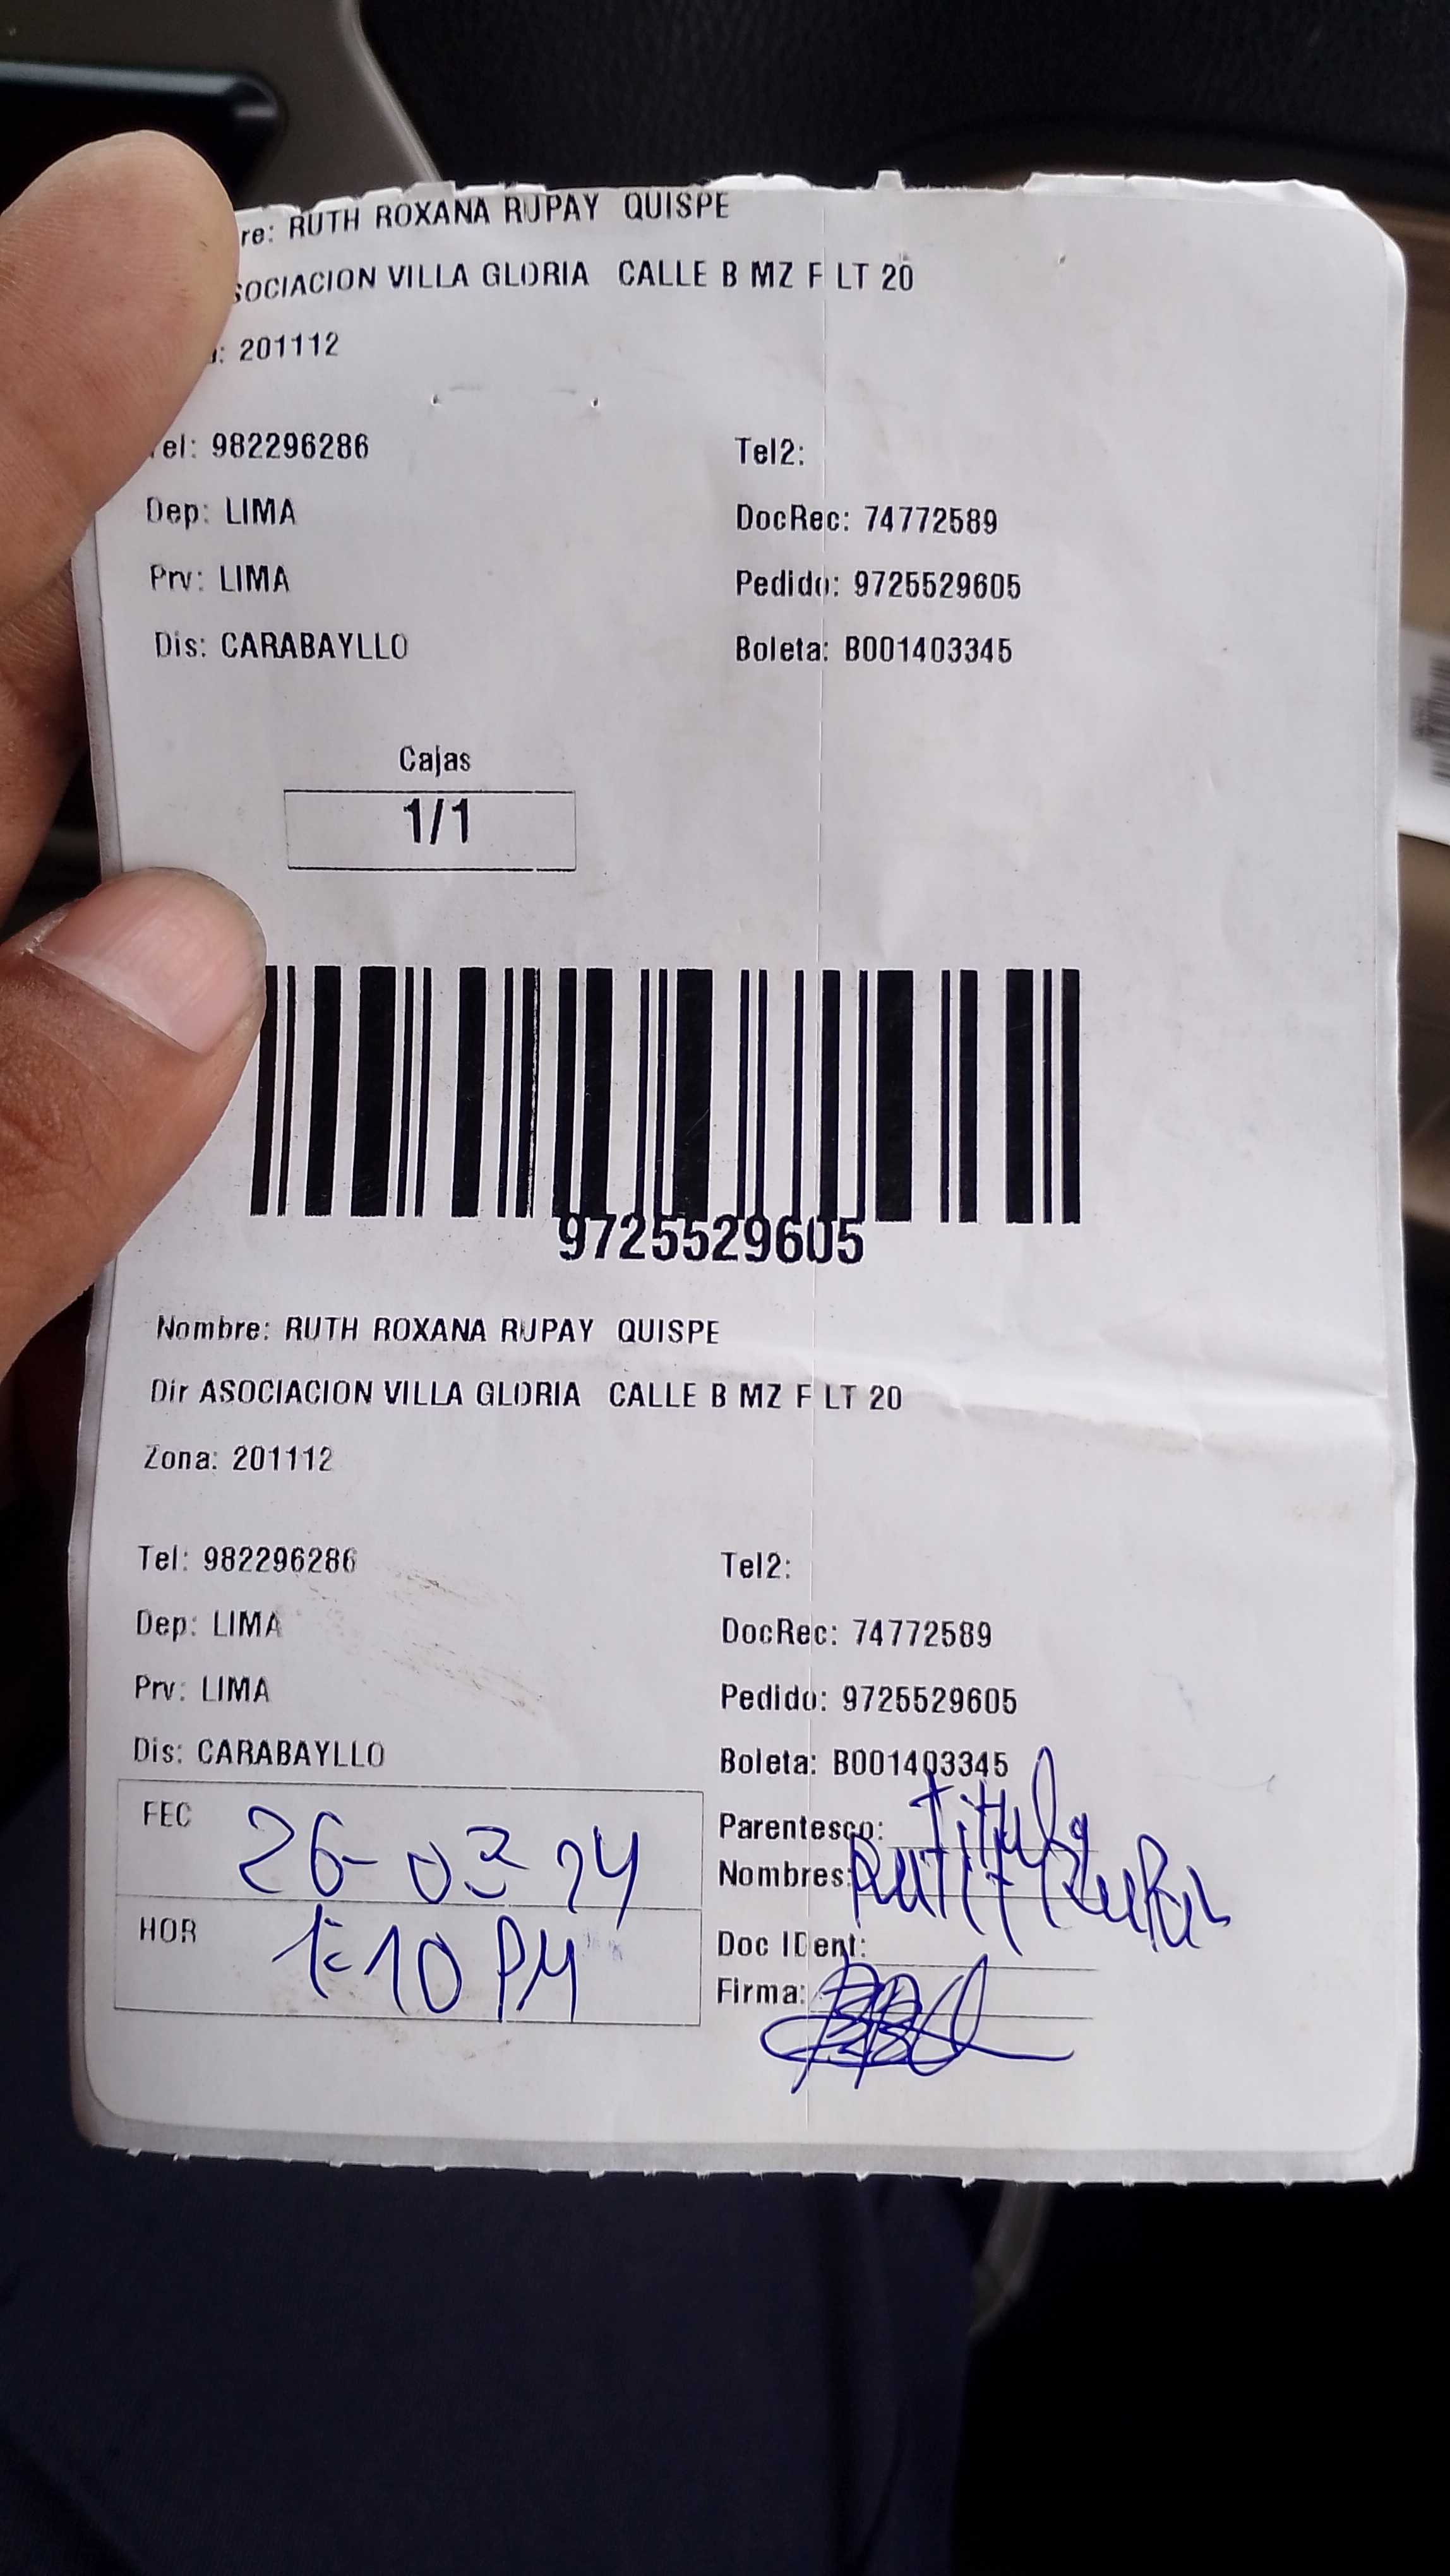 re: RUTH ROXANA RUPAY QUISPE
SOCIACION VILLA GLORIA CALLE B MZ F LT 20
: 201112
el: 982296286 Tel2:
Dep: LIMA DocRec: 74772589
Prv: LIMA Pedido: 9725529605
Dis: CARABAYLLO Boleta: B001403345
Cajas
1/1
9725529605
Nombre: RUTH ROXANA RUPAY QUISPE
Dir ASOCIACION VILLA GLORIA CALLE B MZ F LT 20
Zona: 201112
Tel: 982296286 Tel2:
Dep: LIMA DocRec: 74772589
Prv: LIMA Pedido: 9725529605
Dis: CARABAYLLO Boleta: B001403345
FEC 26-03 24 Parentesco: Titula
Nombres: RUTH
HOR 1:10 PM Doc IDent:
Firma: